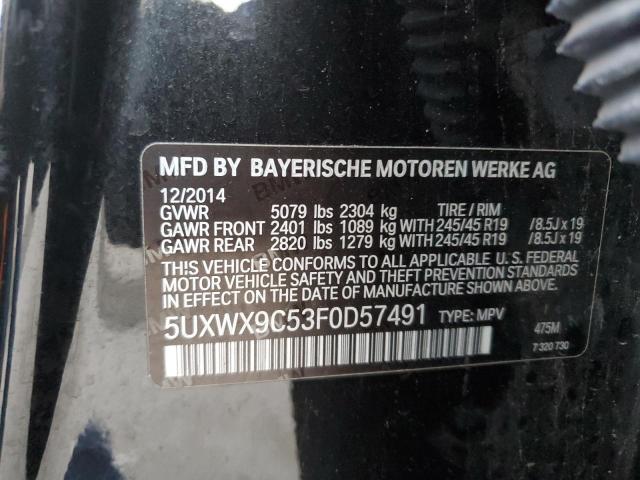 MFD BY BAYERISCHE MOTOREN WERKE AG
12/2014
GVWR 5079 lbs 2304 kg TIRE / RIM
GAWR FRONT 2401 lbs 1089 kg WITH 245/45 R19 /8.5J x 19
GAWR REAR 2820 lbs 1279 kg WITH 245/45 R19 /8.5J x 19
THIS VEHICLE CONFORMS TO ALL APPLICABLE U. S. FEDERAL
MOTOR VEHICLE SAFETY AND THEFT PREVENTION STANDARDS
IN EFFECT ON THE DATE OF MANUFACTURE SHOWN ABOVE.
5UXWX9C53F0D57491 TYPE: MPV
475M
7 320 730